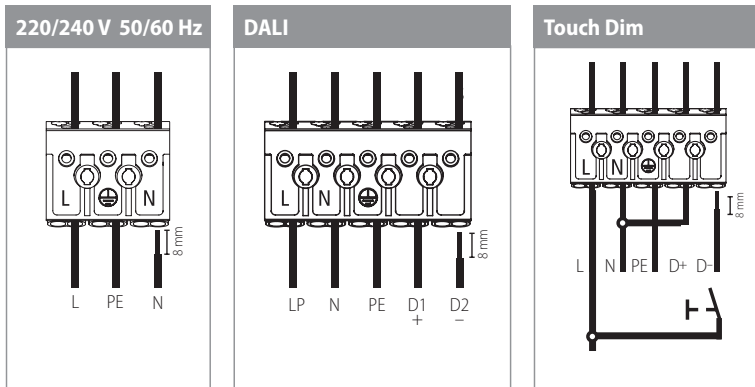 220/240 V 50/60 Hz
L N
8 mm
L PE N
DALI
L N
8 mm
LP N PE D1 D2
+ –
Touch Dim
L N
8 mm
L N PE D+ D-